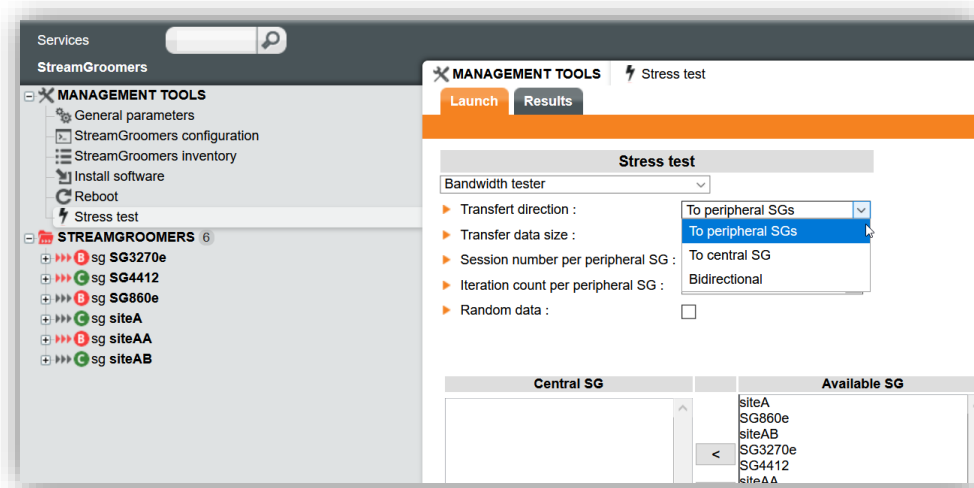 Services
StreamGroomers
MANAGEMENT TOOLS
General parameters
StreamGroomers configuration
StreamGroomers inventory
Install software
Reboot
Stress test
STREAMGROOMERS 6
B sg SG3270e
C sg SG4412
B sg SG860e
C sg siteA
B sg siteAA
C sg siteAB
MANAGEMENT TOOLS Stress test
Launch Results
Stress test
Bandwidth tester
Transfert direction : To peripheral SGs
Transfer data size : To peripheral SGs
Session number per peripheral SG : To central SG
Iteration count per peripheral SG : Bidirectional
Random data :
Central SG Available SG
siteA
SG860e
siteAB
< SG3270e
SG4412
siteAA